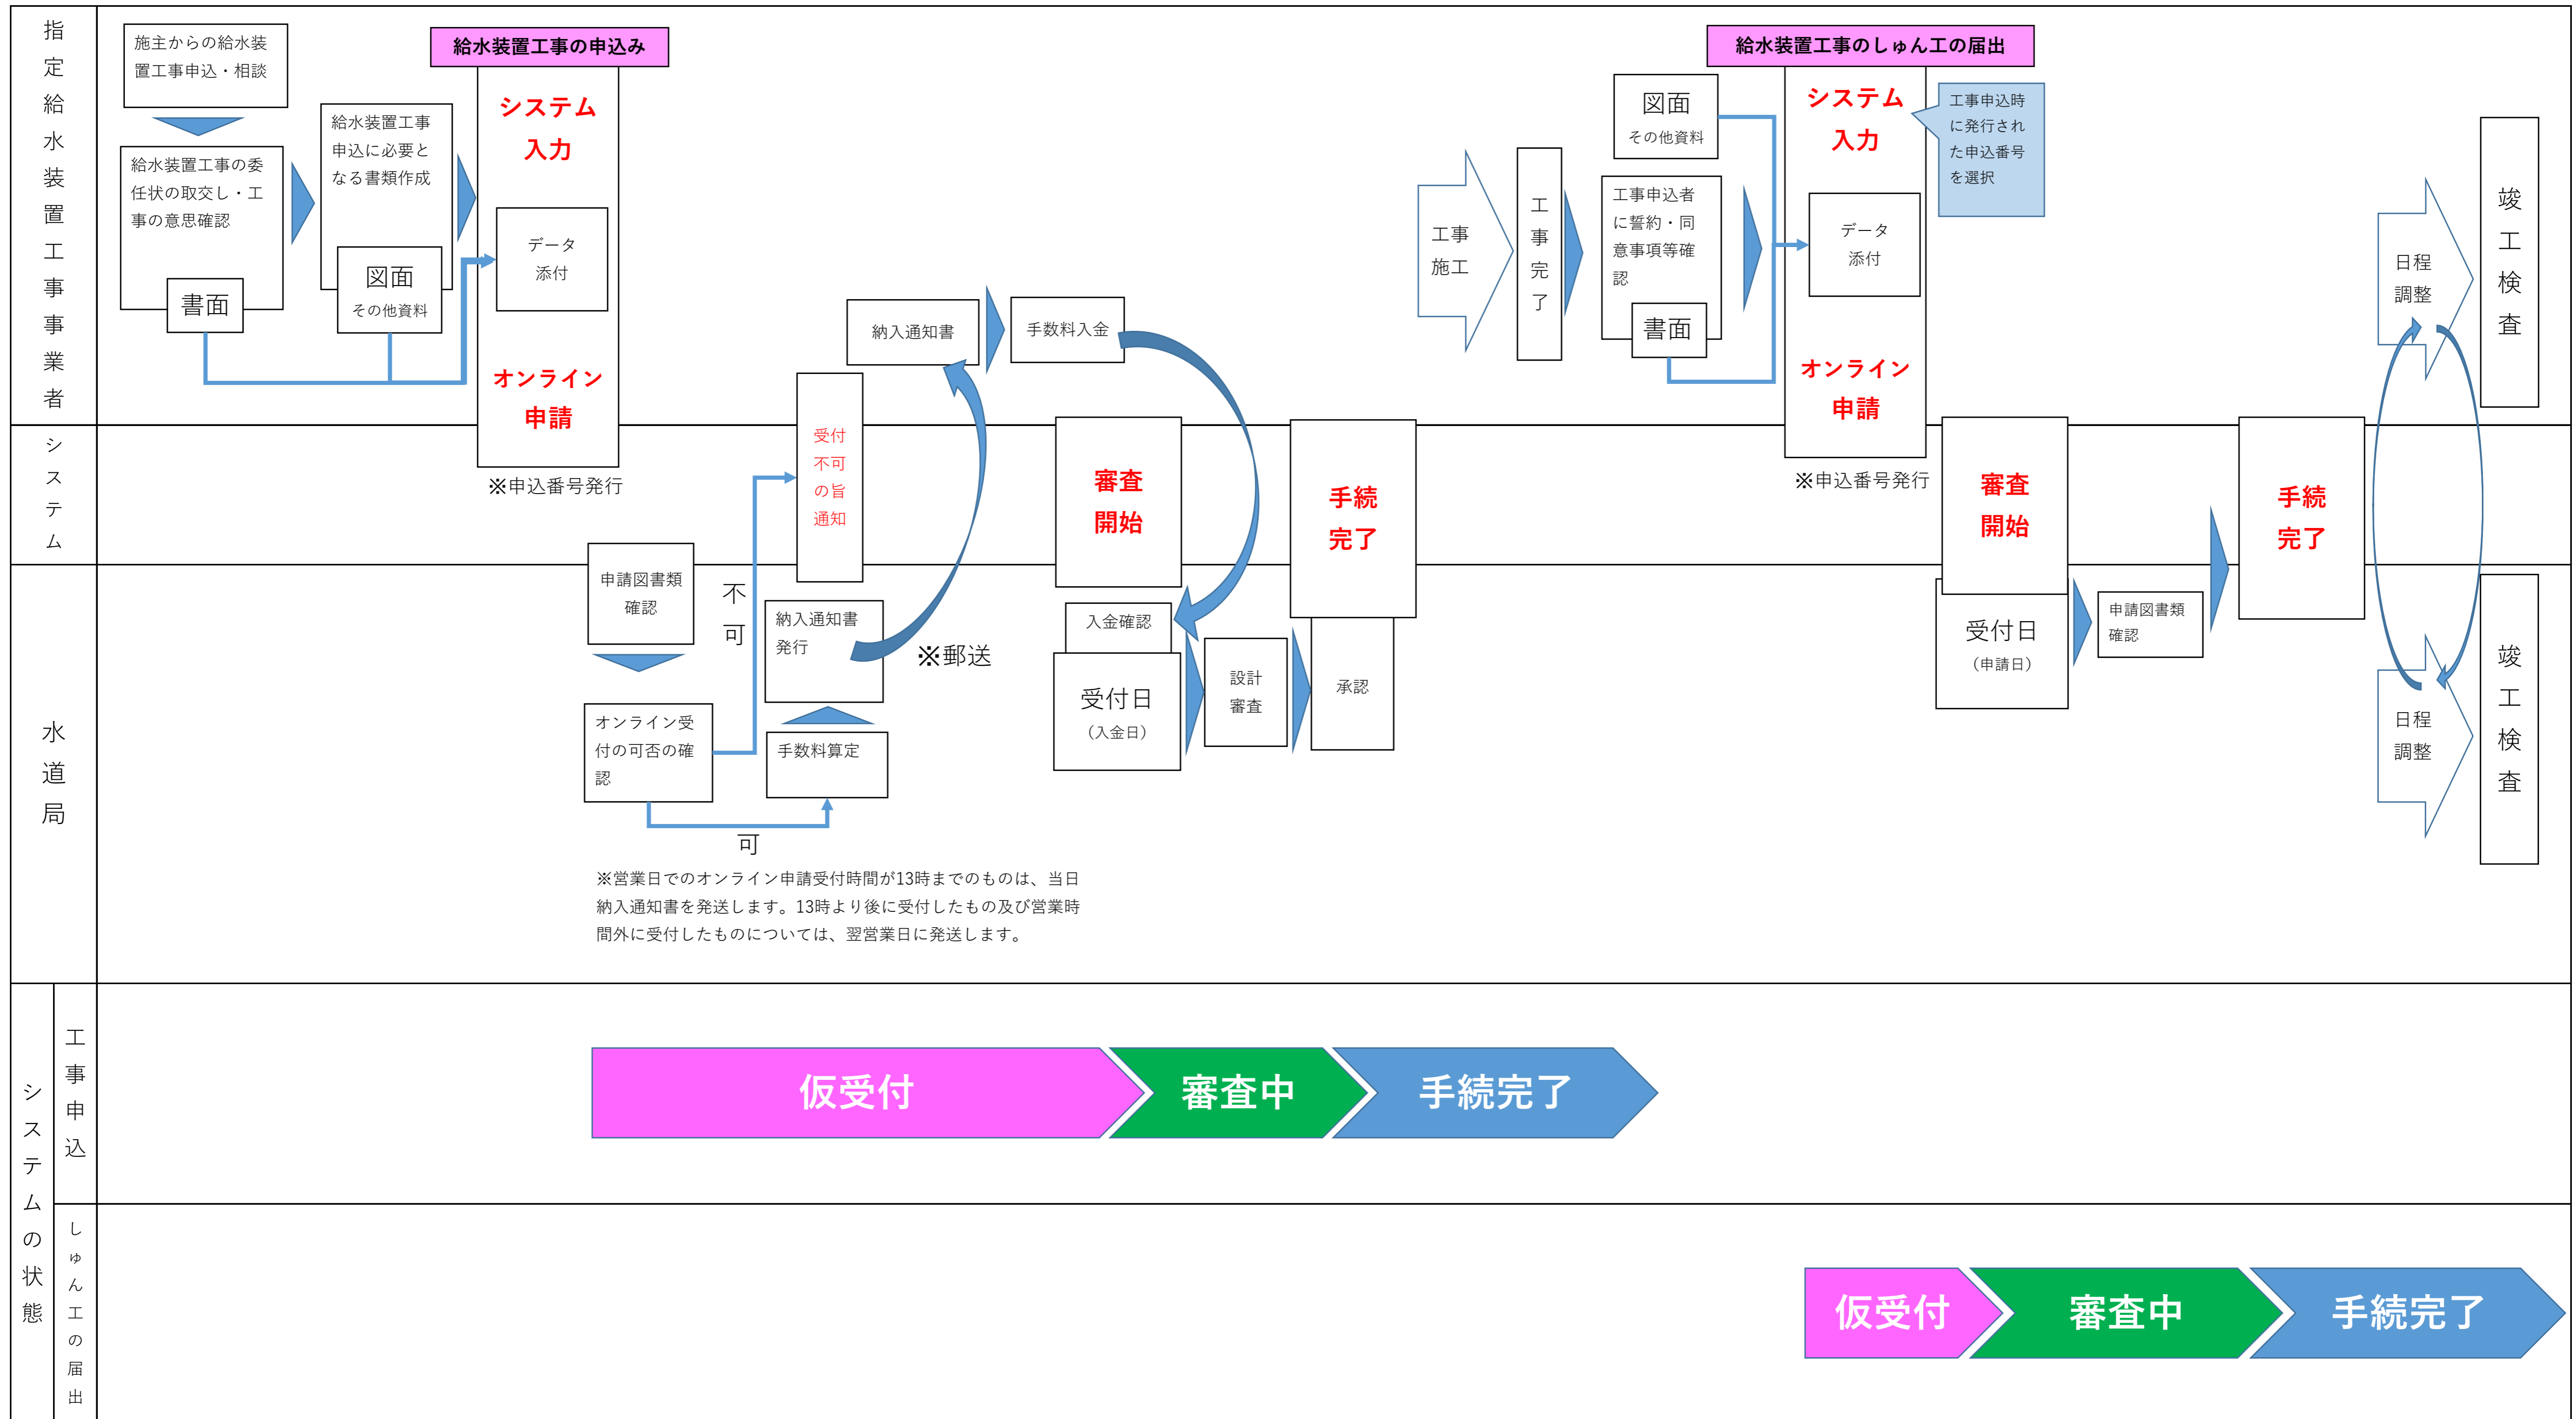 指定給水装置工事事業者
施主からの給水装
置工事申込・相談
給水装置工事の委
任状の取交し・工
事の意思確認
書面
給水装置工事
申込に必要と
なる書類作成
図面
その他資料
給水装置工事の申込み
システム
入力
データ
添付
オンライン
申請
納入通知書
手数料入金
工事
施工
工事完了
図面
その他資料
工事申込者
に誓約・同
意事項等確
認
書面
給水装置工事のしゅん工の届出
システム
入力
データ
添付
オンライン
申請
工事申込時
に発行され
た申込番号
を選択
日程
調整
竣工検査
システム
※申込番号発行
受付
不可
の旨
通知
審査
開始
手続
完了
※申込番号発行
審査
開始
手続
完了
水道局
申請図書類
確認
オンライン受
付の可否の確
認
不可
可
納入通知書
発行
手数料算定
※郵送
入金確認
受付日
（入金日）
設計
審査
承認
受付日
（申請日）
申請図書類
確認
日程
調整
竣工検査
※営業日でのオンライン申請受付時間が13時までのものは、当日
納入通知書を発送します。13時より後に受付したもの及び営業時
間外に受付したものについては、翌営業日に発送します。
システムの状態
工事申込
仮受付
審査中
手続完了
しゅん工の届出
仮受付
審査中
手続完了